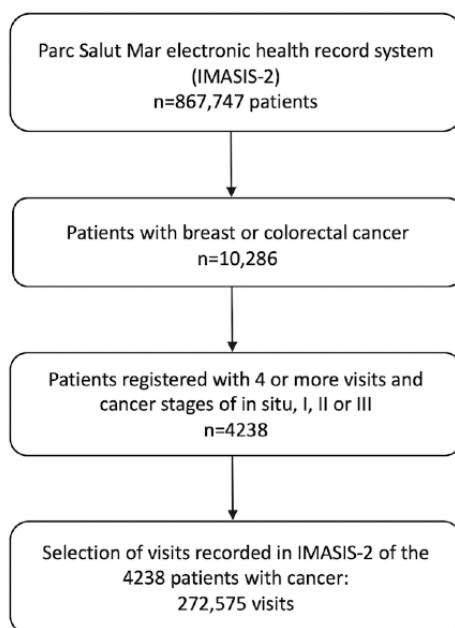 Parc Salut Mar electronic health record system
(IMASIS-2)
n=867,747 patients
Patients with breast or colorectal cancer
n=10,286
Patients registered with 4 or more visits and
cancer stages of in situ, I, II or III
n=4238
Selection of visits recorded in IMASIS-2 of the
4238 patients with cancer:
272,575 visits